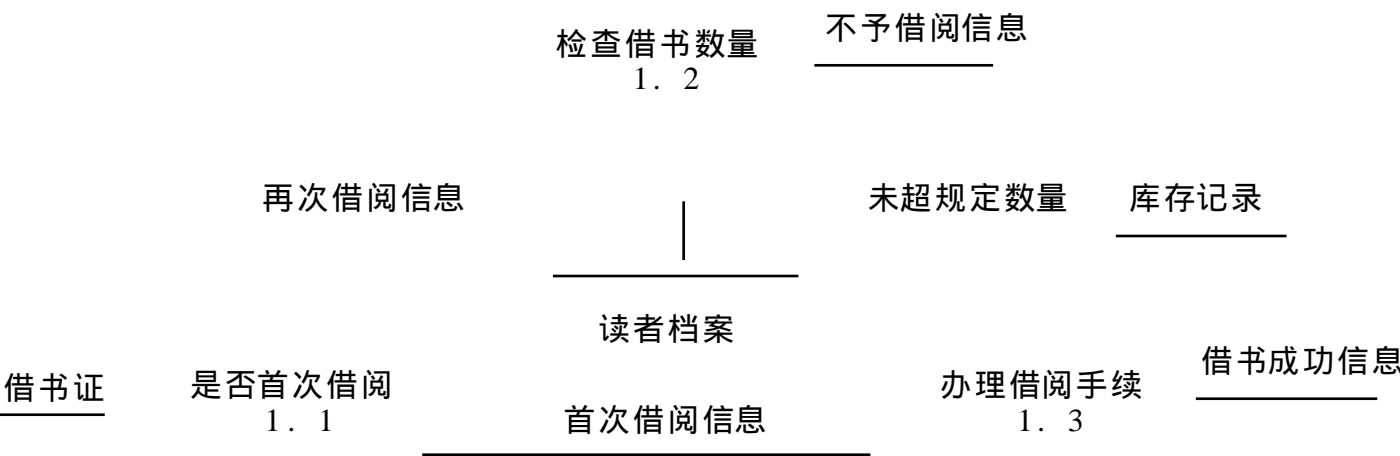 不予借阅信息
检查借书数量
1. 2
再次借阅信息
未超规定数量
库存记录
读者档案
借书成功信息
借书证
是否首次借阅
1. 1
首次借阅信息
办理借阅手续
1. 3